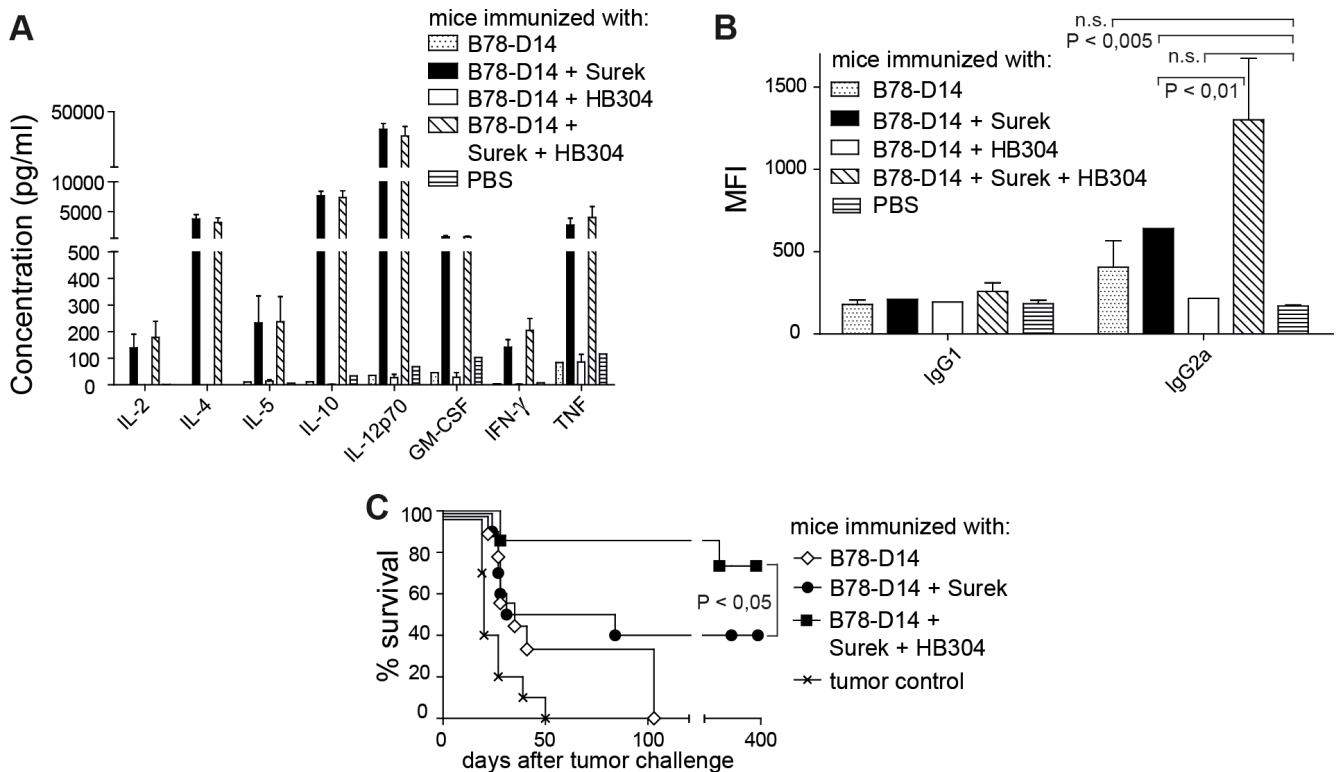 A
mice immunized with:
B78-D14
B78-D14 + Surek
B78-D14 + HB304
B78-D14 +
Surek + HB304
PBS
Concentration (pg/ml)
50000
10000
5000
500
400
300
200
100
0
IL-2
IL-4
IL-5
IL-10
IL-12p70
GM-CSF
IFN-γ
TNF
B
n.s.
P < 0,005
n.s.
P < 0,01
mice immunized with:
B78-D14
B78-D14 + Surek
B78-D14 + HB304
B78-D14 + Surek + HB304
PBS
MFI
1500
1000
500
0
IgG1
IgG2a
C
% survival
100
80
60
40
20
0
0
50
100
400
days after tumor challenge
P < 0,05
mice immunized with:
B78-D14
B78-D14 + Surek
B78-D14 +
Surek + HB304
tumor control